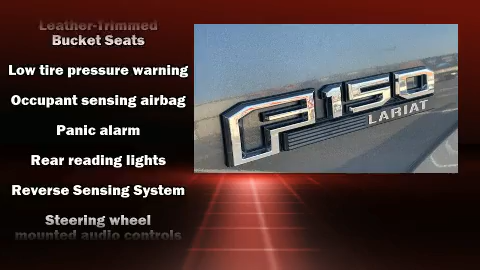 Leather-Trimmed
Bucket Seats
Low tire pressure warning
Occupant sensing airbag
Panic alarm
Rear reading lights
Reverse Sensing System
Steering wheel
mounted audio controls
F150
LARIAT